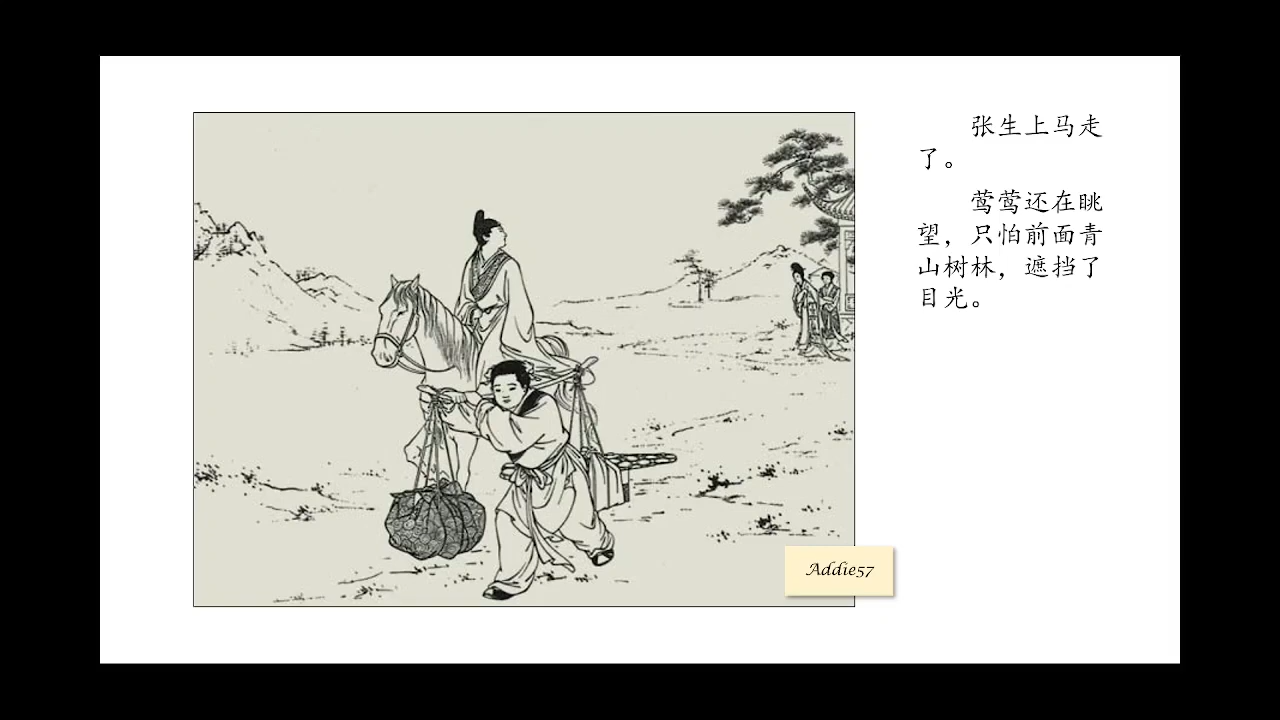 张生上马走
了。
莺莺还在眺
望，只怕前面青
山树林，遮挡了
目光。
Addie57